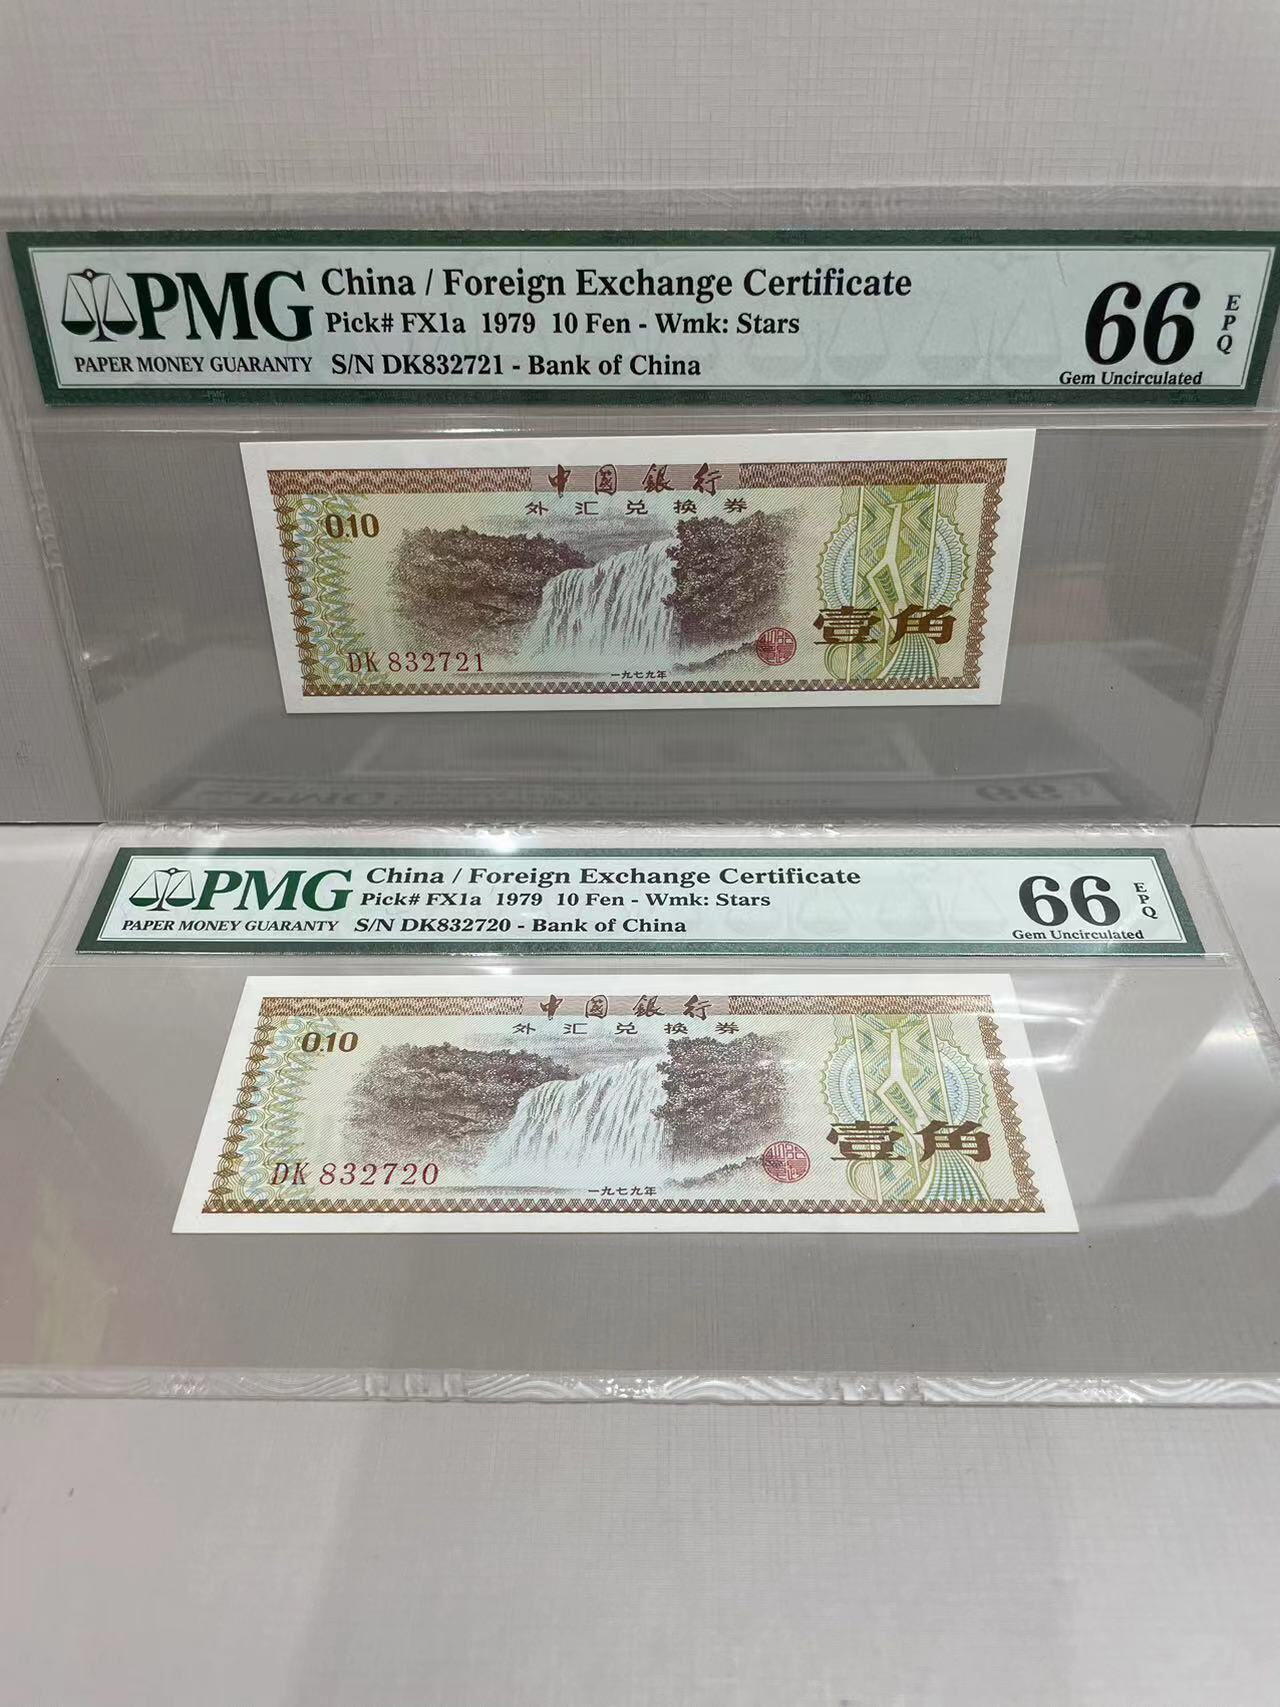 PMG
PAPER MONEY GUARANTY
China / Foreign Exchange Certificate
Pick# FX1a 1979 10 Fen - Wmk: Stars
S/N DK832721 - Bank of China
66
EPQ
Gem Uncirculated
中國銀行
外汇兑换券
0.10
壹角
DK 832721
一九七九年
PMG
PAPER MONEY GUARANTY
China / Foreign Exchange Certificate
Pick# FX1a 1979 10 Fen - Wmk: Stars
S/N DK832720 - Bank of China
66
EPQ
Gem Uncirculated
中國銀行
外汇兑换券
0.10
壹角
DK 832720
一九七九年